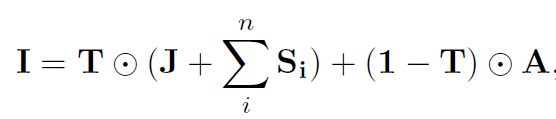 I = T ⊙ (J + ∑_i^n S_i) + (1 − T) ⊙ A,